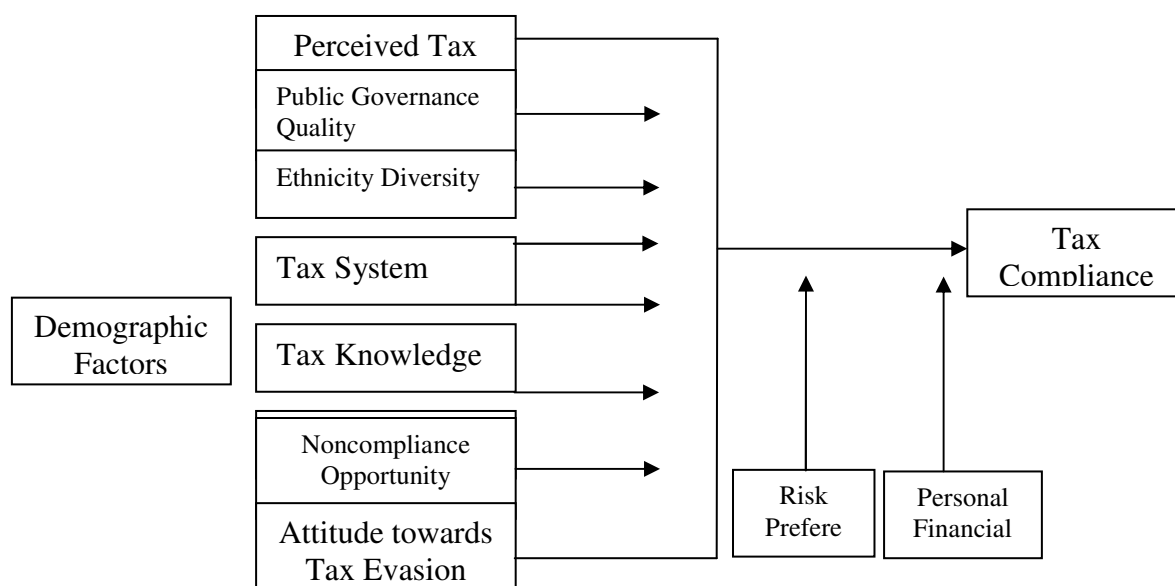 Perceived Tax
Public Governance
Quality
Ethnicity Diversity
Tax System
Demographic
Factors
Tax Knowledge
Noncompliance
Opportunity
Attitude towards
Tax Evasion
Tax
Compliance
Risk
Prefere
Personal
Financial